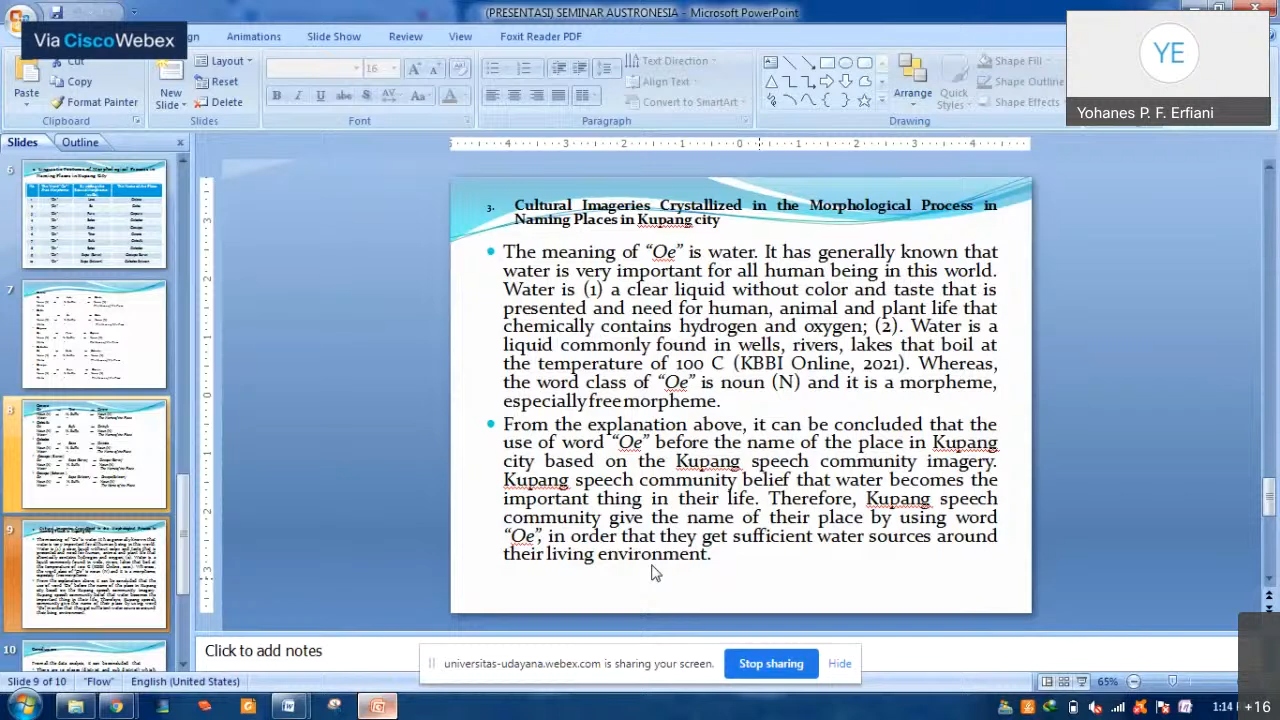 (PRESENTASI) SEMINAR AUSTRONESIA - Microsoft PowerPoint
Via CiscoWebex
Animations Slide Show Review View Foxit Reader PDF
YE
Yohanes P. F. Erfiani
Cut
Copy
Format Painter
Paste
Clipboard
New
Slide
Layout
Reset
Delete
Slides
16
Font
Text Direction
Align Text
Convert to SmartArt
Paragraph
Arrange
Quick
Styles
Shape Fill
Shape Outline
Shape Effects
Drawing
Slides Outline
6
7
8
9
10
3. Cultural Imageries Crystallized in the Morphological Process in
Naming Places in Kupang city
The meaning of “Oe” is water. It has generally known that
water is very important for all human being in this world.
Water is (1) a clear liquid without color and taste that is
presented and need for human, animal and plant life that
chemically contains hydrogen and oxygen; (2). Water is a
liquid commonly found in wells , rivers, lakes that boil at
the temperature of 100 C (KBBI Online, 2021). Whereas,
the word class of “Oe” is noun (N) and it is a morpheme,
especially free morpheme.
From the explanation above, it can be concluded that the
use of word “Oe” before the name of the place in Kupang
city based on the Kupang speech community imagery.
Kupang speech community belief that water becomes the
important thing in their life. Therefore, Kupang speech
community give the name of their place by using word
“Oe”, in order that they get sufficient water sources around
their living environment.
Click to add notes
universitas-udayana.webex.com is sharing your screen.
Stop sharing
Hide
Slide 9 of 10 "Flow" English (United States)
65%
1:14
+16